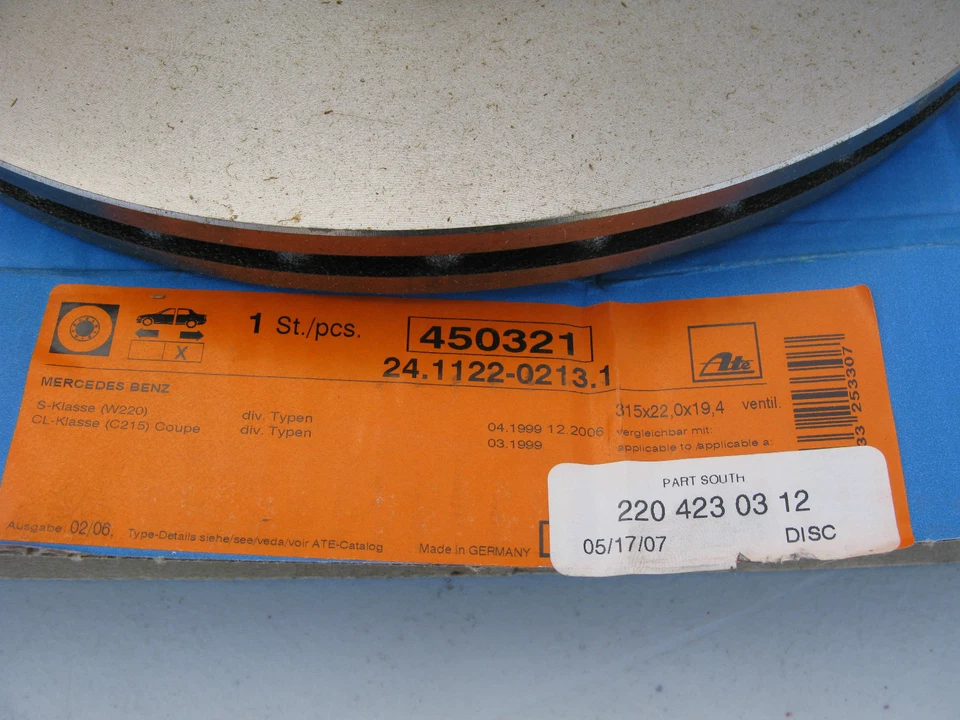 1 St./pcs.
450321
24.1122-0213.1
Ate
X
MERCEDES BENZ
S-Klasse (W220) div. Typen 04.1999 12.2006
CL-Klasse (C215) Coupe div. Typen 03.1999
315x22,0x19,4 ventil.
Vergleichbar mit:
applicable to /applicable a:
33 253307
Ausgabe 02/06, Type-Details siehe/see/veda/voir ATE-Catalog
Made in GERMANY
PART SOUTH
220 423 03 12
05/17/07 DISC